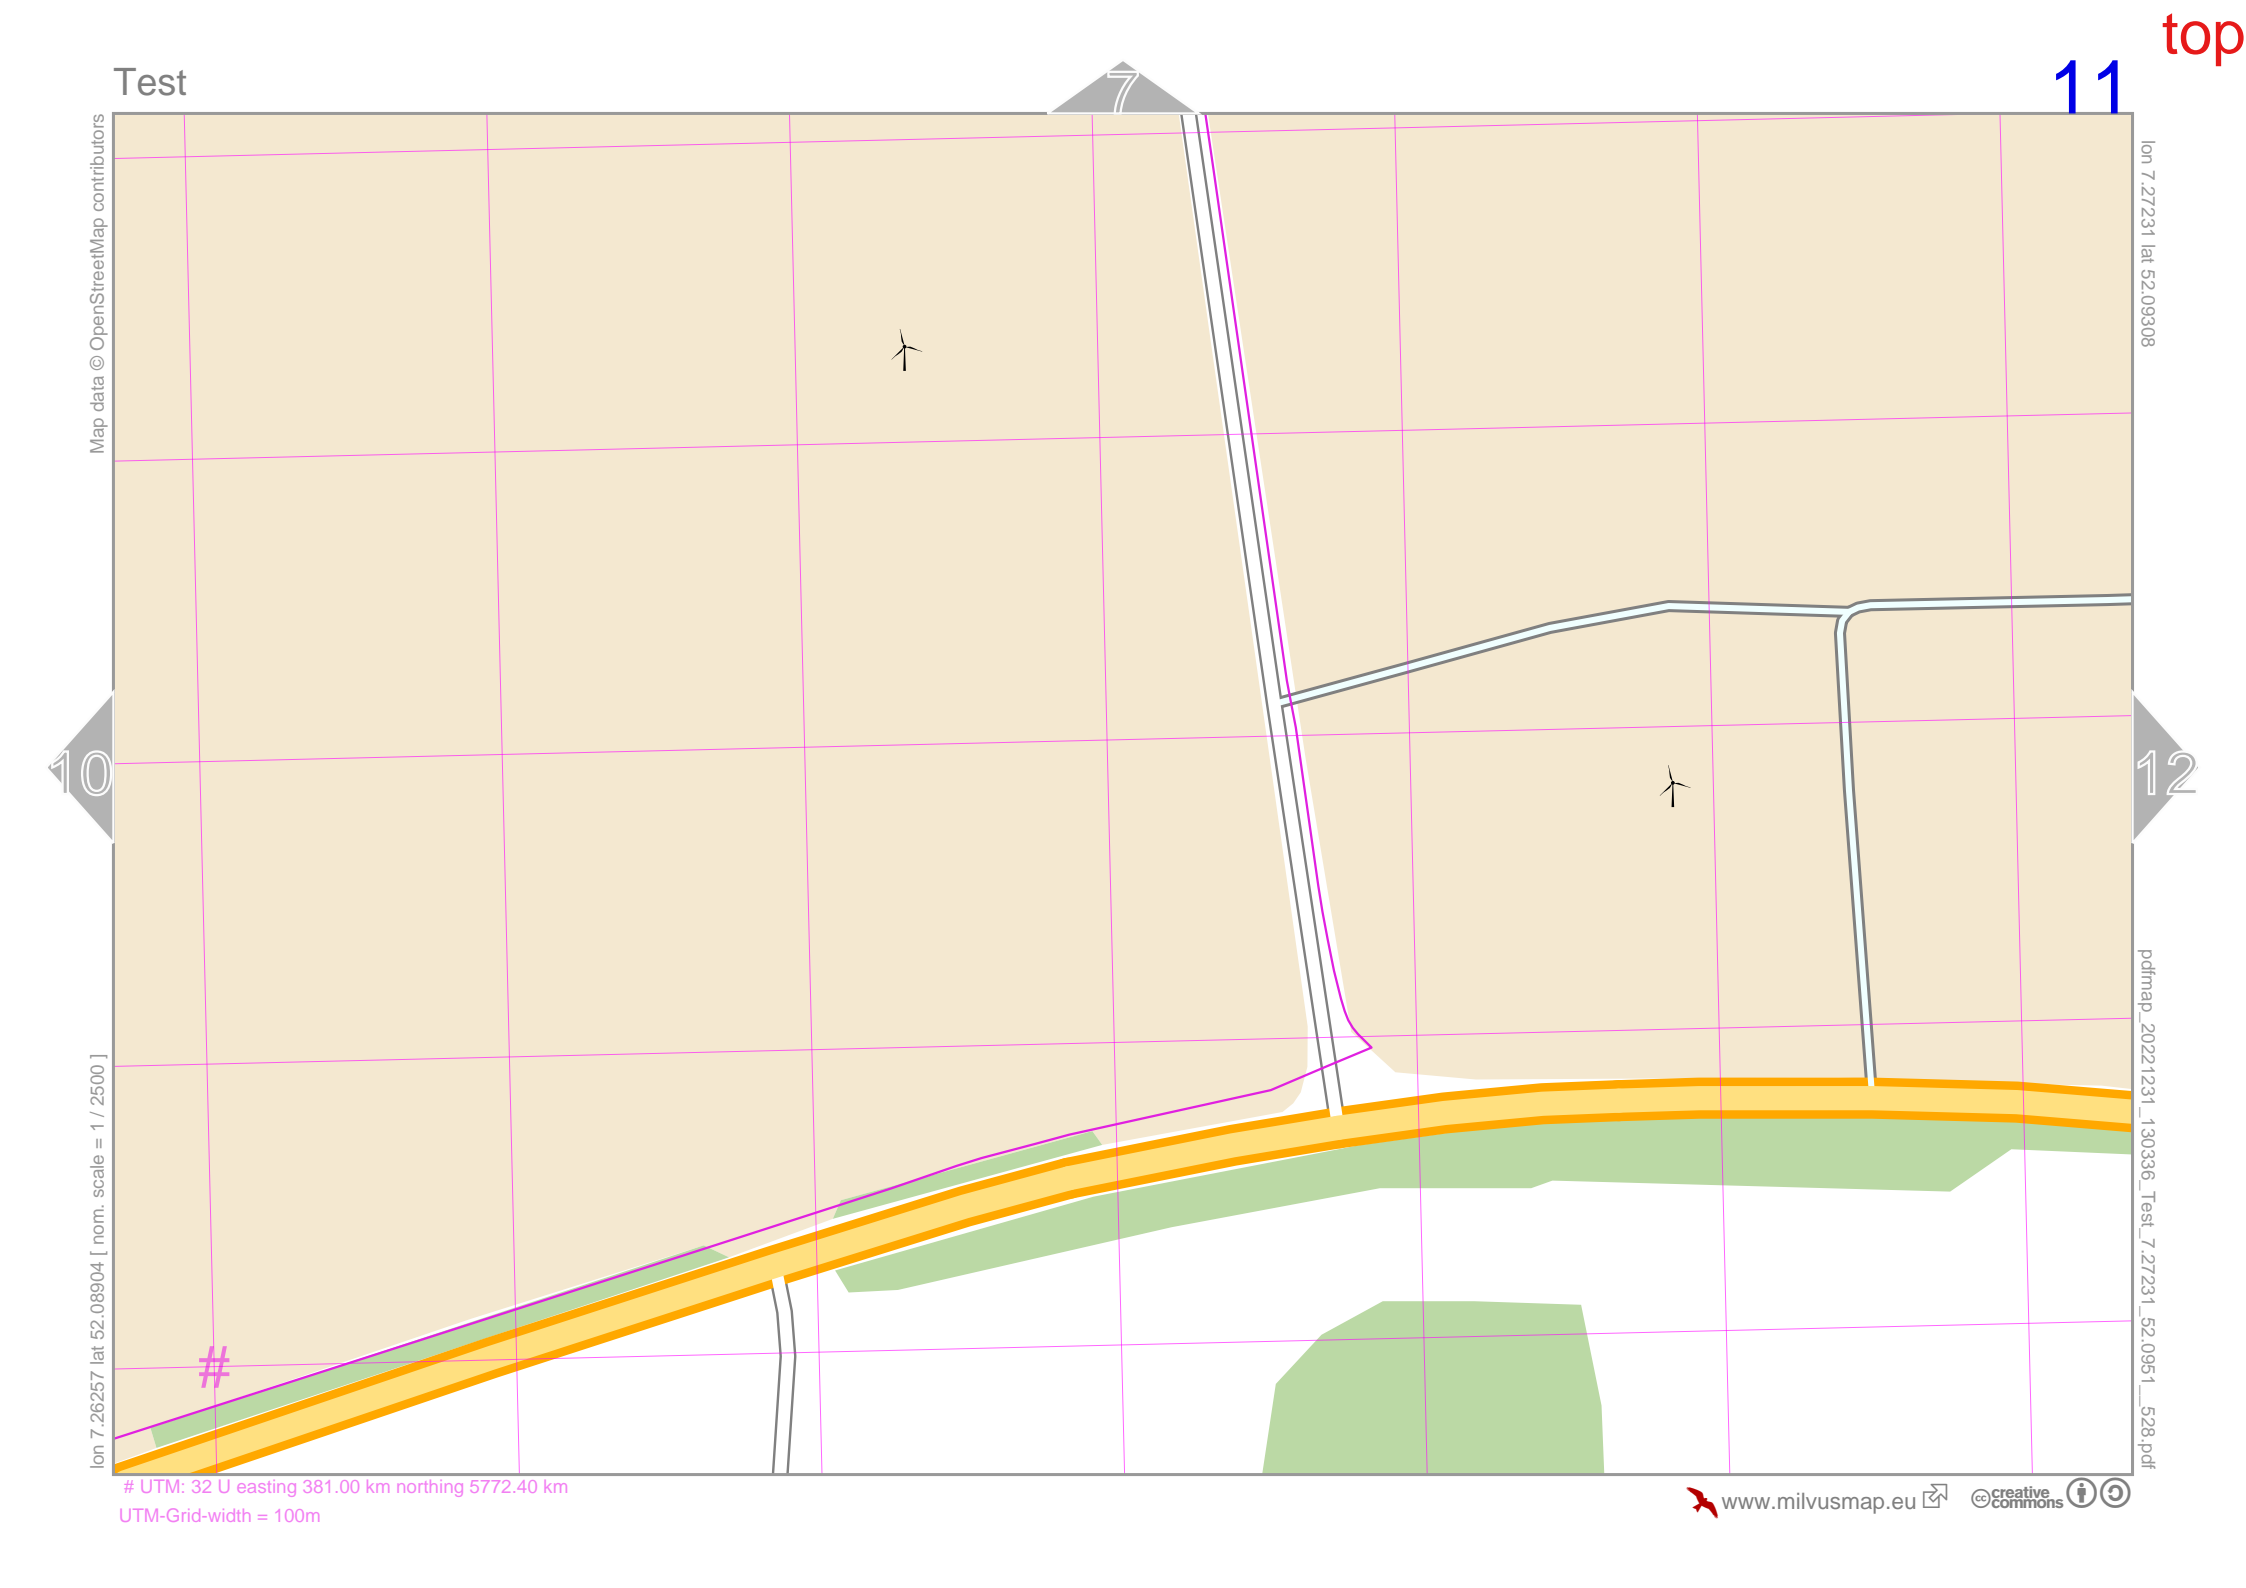 top
Test
7
11
Map data © OpenStreetMap contributors
lon 7.27231 lat 52.09308
10
12
lon 7.26257 lat 52.08904 [ nom. scale = 1 / 2500 ]
pdfmap_20221231_130336_Test_7.27231_52.0951__528.pdf
#
# UTM: 32 U easting 381.00 km northing 5772.40 km
UTM-Grid-width = 100m
www.milvusmap.eu
cc creative
commons